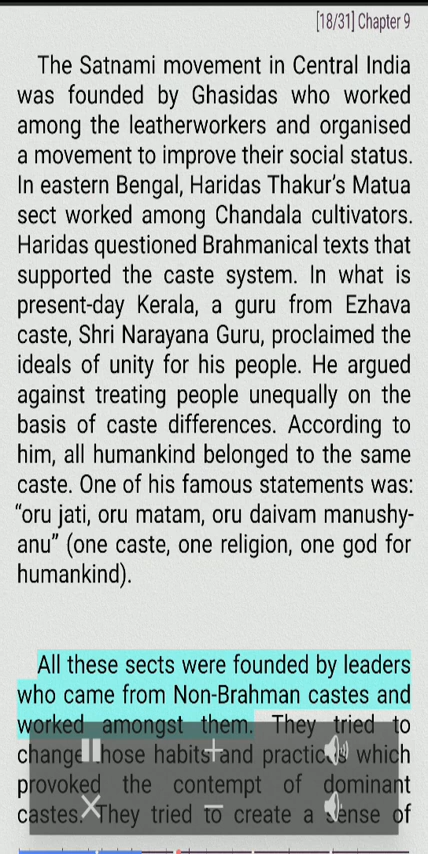 [18/31] Chapter 9
The Satnami movement in Central India
was founded by Ghasidas who worked
among the leatherworkers and organised
a movement to improve their social status.
In eastern Bengal, Haridas Thakur’s Matua
sect worked among Chandala cultivators.
Haridas questioned Brahmanical texts that
supported the caste system. In what is
present-day Kerala, a guru from Ezhava
caste, Shri Narayana Guru, proclaimed the
ideals of unity for his people. He argued
against treating people unequally on the
basis of caste differences. According to
him, all humankind belonged to the same
caste. One of his famous statements was:
“oru jati, oru matam, oru daivam manushy-
anu” (one caste, one religion, one god for
humankind).
All these sects were founded by leaders
who came from Non-Brahman castes and
worked amongst them. They tried to
change those habits and practices which
provoked the contempt of dominant
castes. They tried to create a sense of